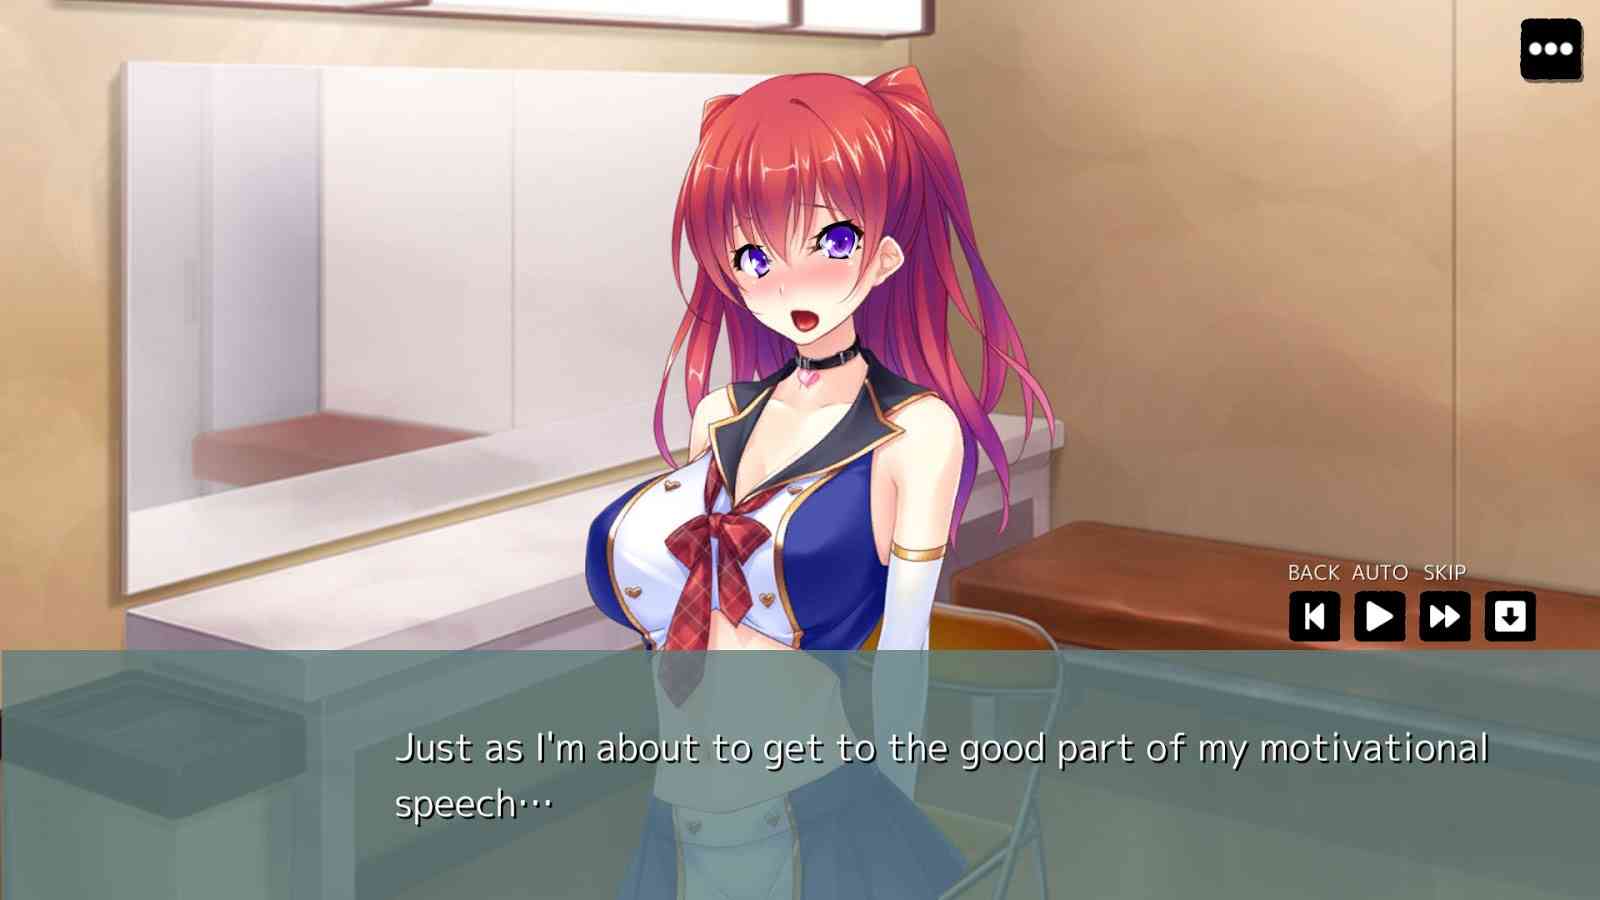 BACK AUTO SKIP
Just as I'm about to get to the good part of my motivational
speech…